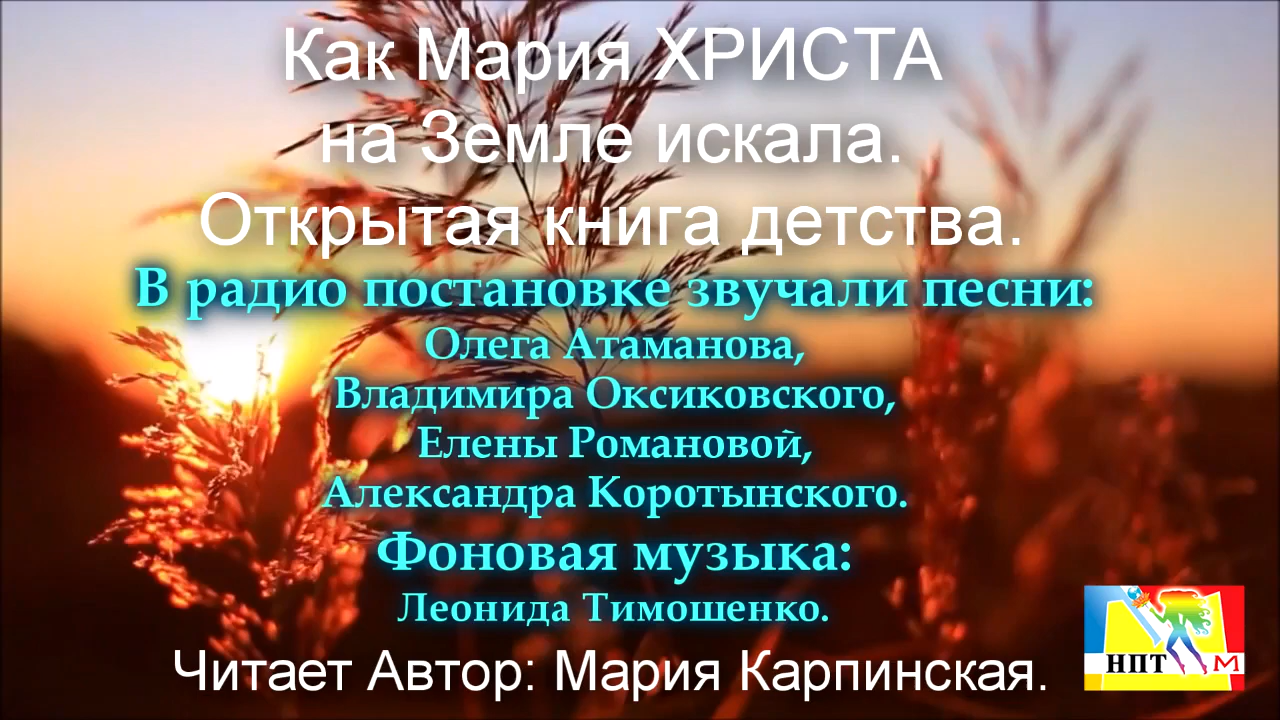 Как Мария ХРИСТА
на Земле искала.
Открытая книга детства.
В радио постановке звучали песни:
Олега Атаманова,
Владимира Оксиковского,
Елены Романовой,
Александра Коротынского.
Фоновая музыка:
Леонида Тимошенко.
Читает Автор: Мария Карпинская.
НПТ М